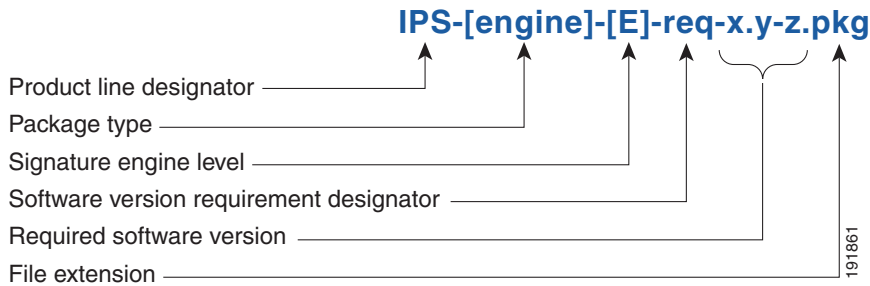 IPS-[engine]-[E]-req-x.y-z.pkg
Product line designator
Package type
Signature engine level
Software version requirement designator
Required software version
File extension
191861